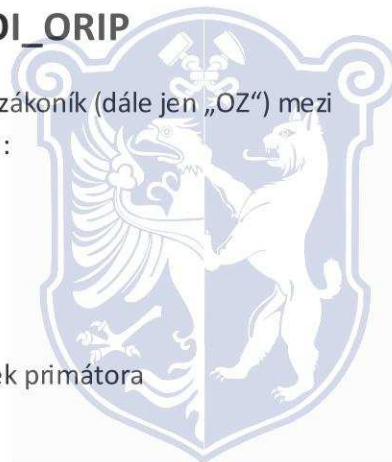 DI_ORIP
zákoník (dále jen „OZ“) mezi
:
ek primátora